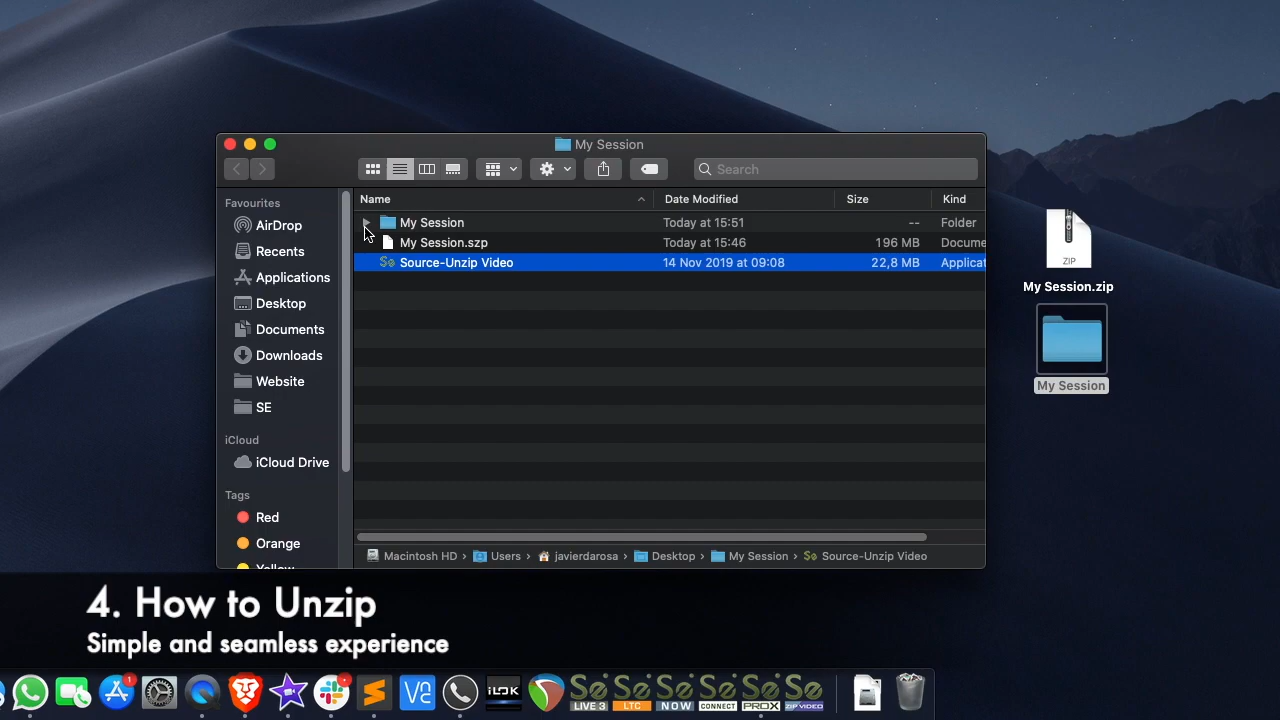 My Session
Search
Name
Date Modified
Size
Kind
My Session
Today at 15:51
--
Folder
My Session.szp
Today at 15:46
196 MB
Docume
Source-Unzip Video
14 Nov 2019 at 09:08
22,8 MB
Applicat
Favourites
AirDrop
Recents
Applications
Desktop
Documents
Downloads
Website
SE
iCloud
iCloud Drive
Tags
Red
Orange
Yellow
Macintosh HD › Users › javierdarosa › Desktop › My Session › Source-Unzip Video
ZIP
My Session.zip
My Session
4. How to Unzip
Simple and seamless experience
1
VE
iLOK
LIVE 3
LTC
NOW
CONNECT
PROX
ZIP VIDEO